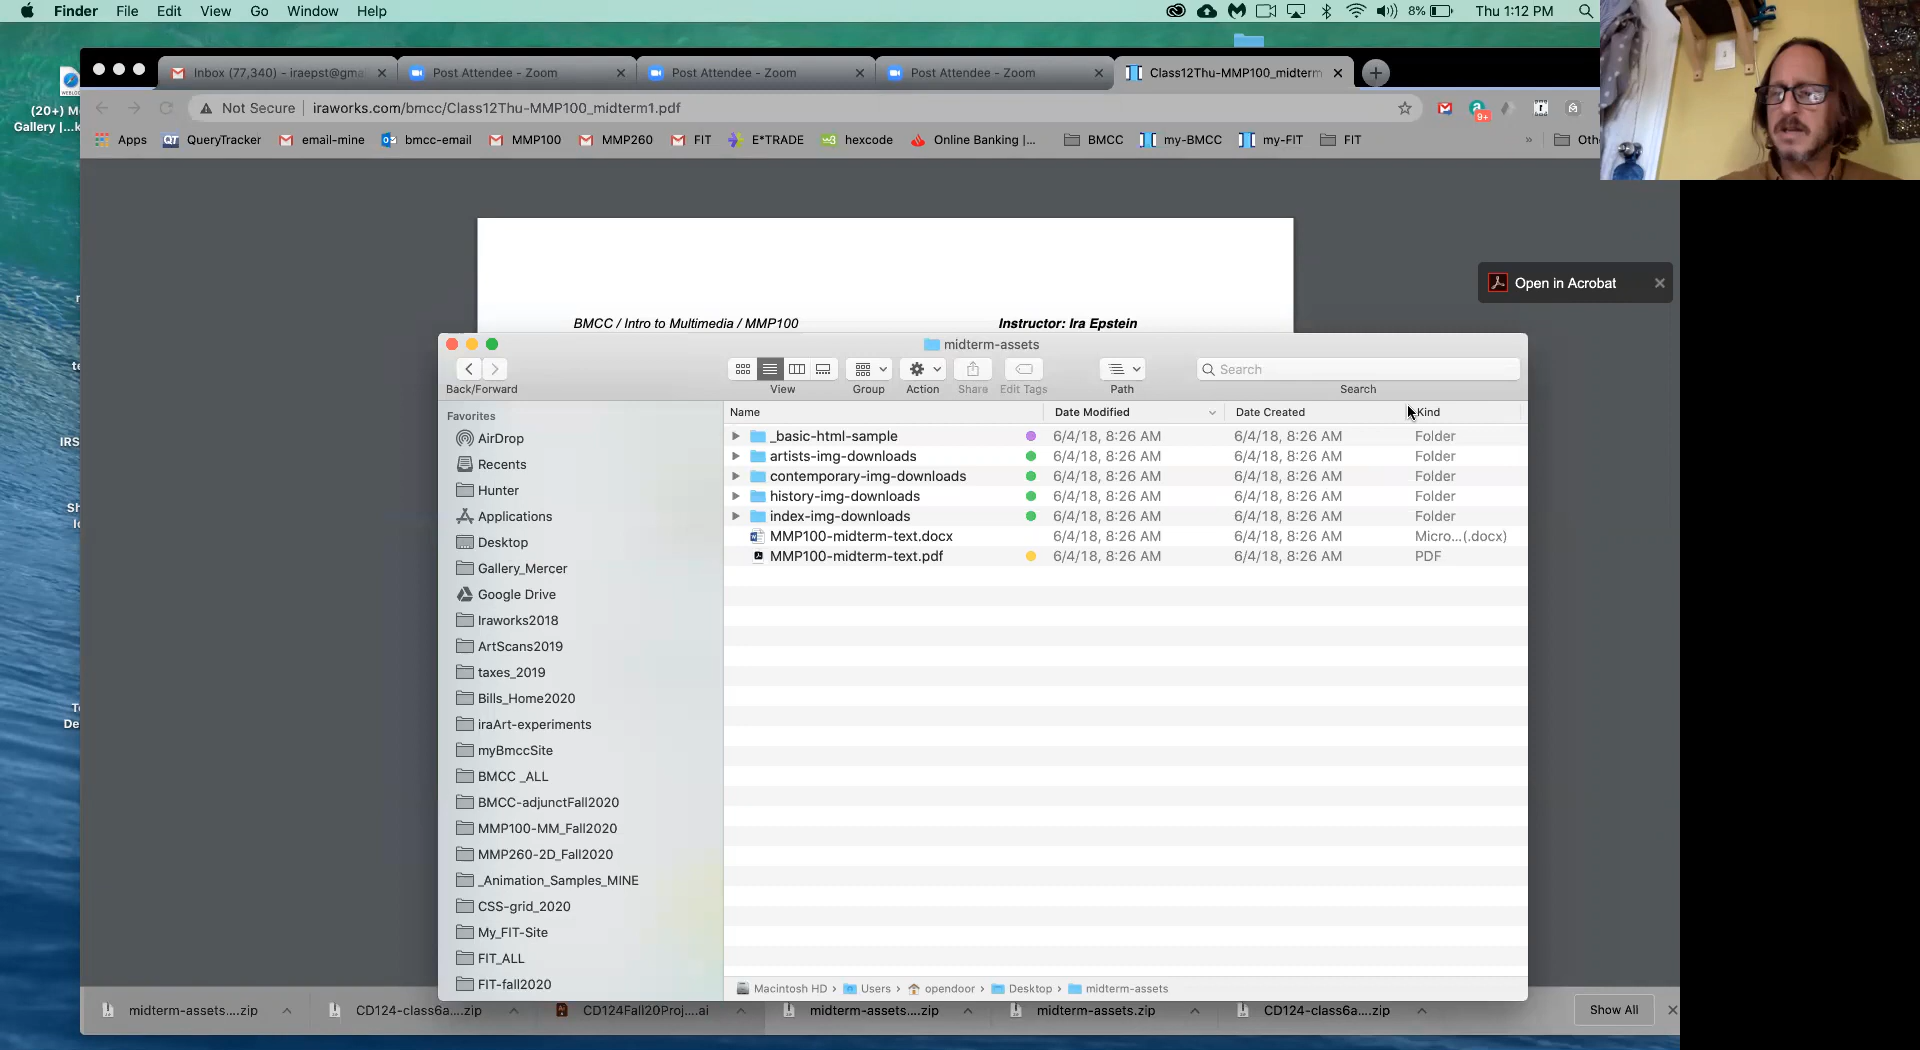 Finder File Edit View Go Window Help 8% Thu 1:12 PM
Inbox (77,340) - iraepst@gma Post Attendee - Zoom Post Attendee - Zoom Post Attendee - Zoom Class12Thu-MMP100_midterm
Not Secure iraworks.com/bmcc/Class12Thu-MMP100_midterm1.pdf 9+
Apps QueryTracker email-mine bmcc-email MMP100 MMP260 FIT E*TRADE hexcode Online Banking |... BMCC my-BMCC my-FIT FIT » Oth
(20+) M
Gallery |...k
IRS
Sh
De
Open in Acrobat
BMCC / Intro to Multimedia / MMP100 Instructor: Ira Epstein
midterm-assets
Search
Back/Forward View Group Action Share Edit Tags Path Search
Favorites
AirDrop
Recents
Hunter
Applications
Desktop
Gallery_Mercer
Google Drive
Iraworks2018
ArtScans2019
taxes_2019
Bills_Home2020
iraArt-experiments
myBmccSite
BMCC _ALL
BMCC-adjunctFall2020
MMP100-MM_Fall2020
MMP260-2D_Fall2020
_Animation_Samples_MINE
CSS-grid_2020
My_FIT-Site
FIT_ALL
FIT-fall2020
Name Date Modified Date Created Kind
_basic-html-sample 6/4/18, 8:26 AM 6/4/18, 8:26 AM Folder
artists-img-downloads 6/4/18, 8:26 AM 6/4/18, 8:26 AM Folder
contemporary-img-downloads 6/4/18, 8:26 AM 6/4/18, 8:26 AM Folder
history-img-downloads 6/4/18, 8:26 AM 6/4/18, 8:26 AM Folder
index-img-downloads 6/4/18, 8:26 AM 6/4/18, 8:26 AM Folder
MMP100-midterm-text.docx 6/4/18, 8:26 AM 6/4/18, 8:26 AM Micro...(.docx)
MMP100-midterm-text.pdf 6/4/18, 8:26 AM 6/4/18, 8:26 AM PDF
Macintosh HD › Users › opendoor › Desktop › midterm-assets
midterm-assets....zip CD124-class6a....zip CD124Fall20Proj....ai midterm-assets....zip midterm-assets.zip CD124-class6a....zip Show All